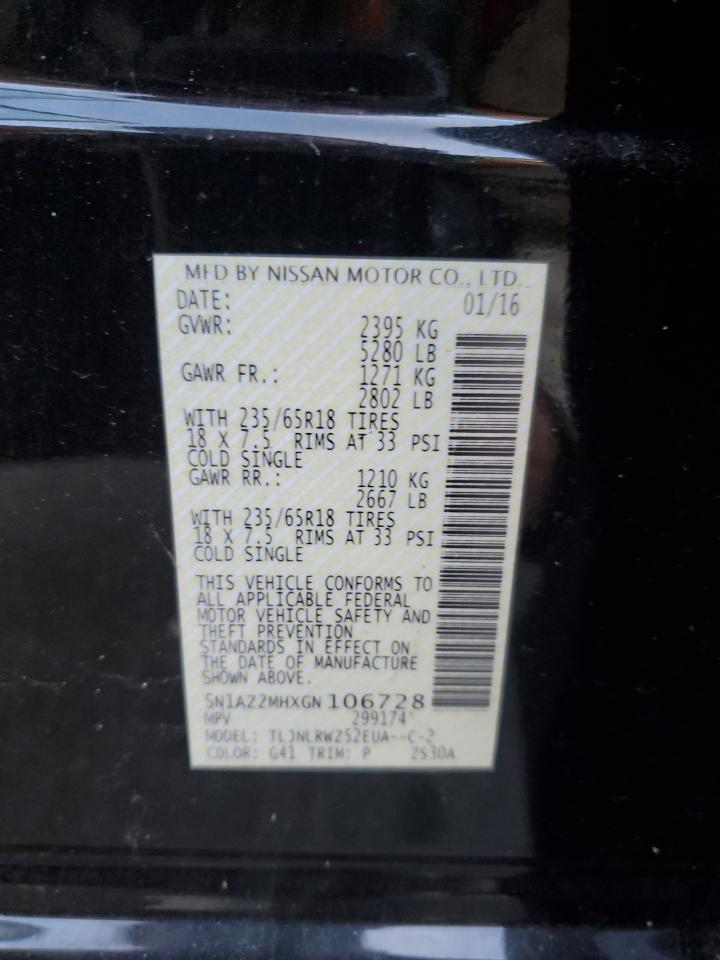 MFD BY NISSAN MOTOR CO., LTD.
DATE: 01/16
GVWR: 2395 KG
5280 LB
GAWR FR.: 1271 KG
2802 LB
WITH 235/65R18 TIRES
18 X 7.5 RIMS AT 33 PSI
COLD SINGLE
GAWR RR.: 1210 KG
2667 LB
WITH 235/65R18 TIRES
18 X 7.5 RIMS AT 33 PSI
COLD SINGLE
THIS VEHICLE CONFORMS TO
ALL APPLICABLE FEDERAL
MOTOR VEHICLE SAFETY AND
THEFT PREVENTION
STANDARDS IN EFFECT ON
THE DATE OF MANUFACTURE
SHOWN ABOVE.
5N1AZ2MHXGN106728
MPV 299174
MODEL: TLJNLRWZ52EUA--C-2
COLOR: G41 TRIM: P 2S30A